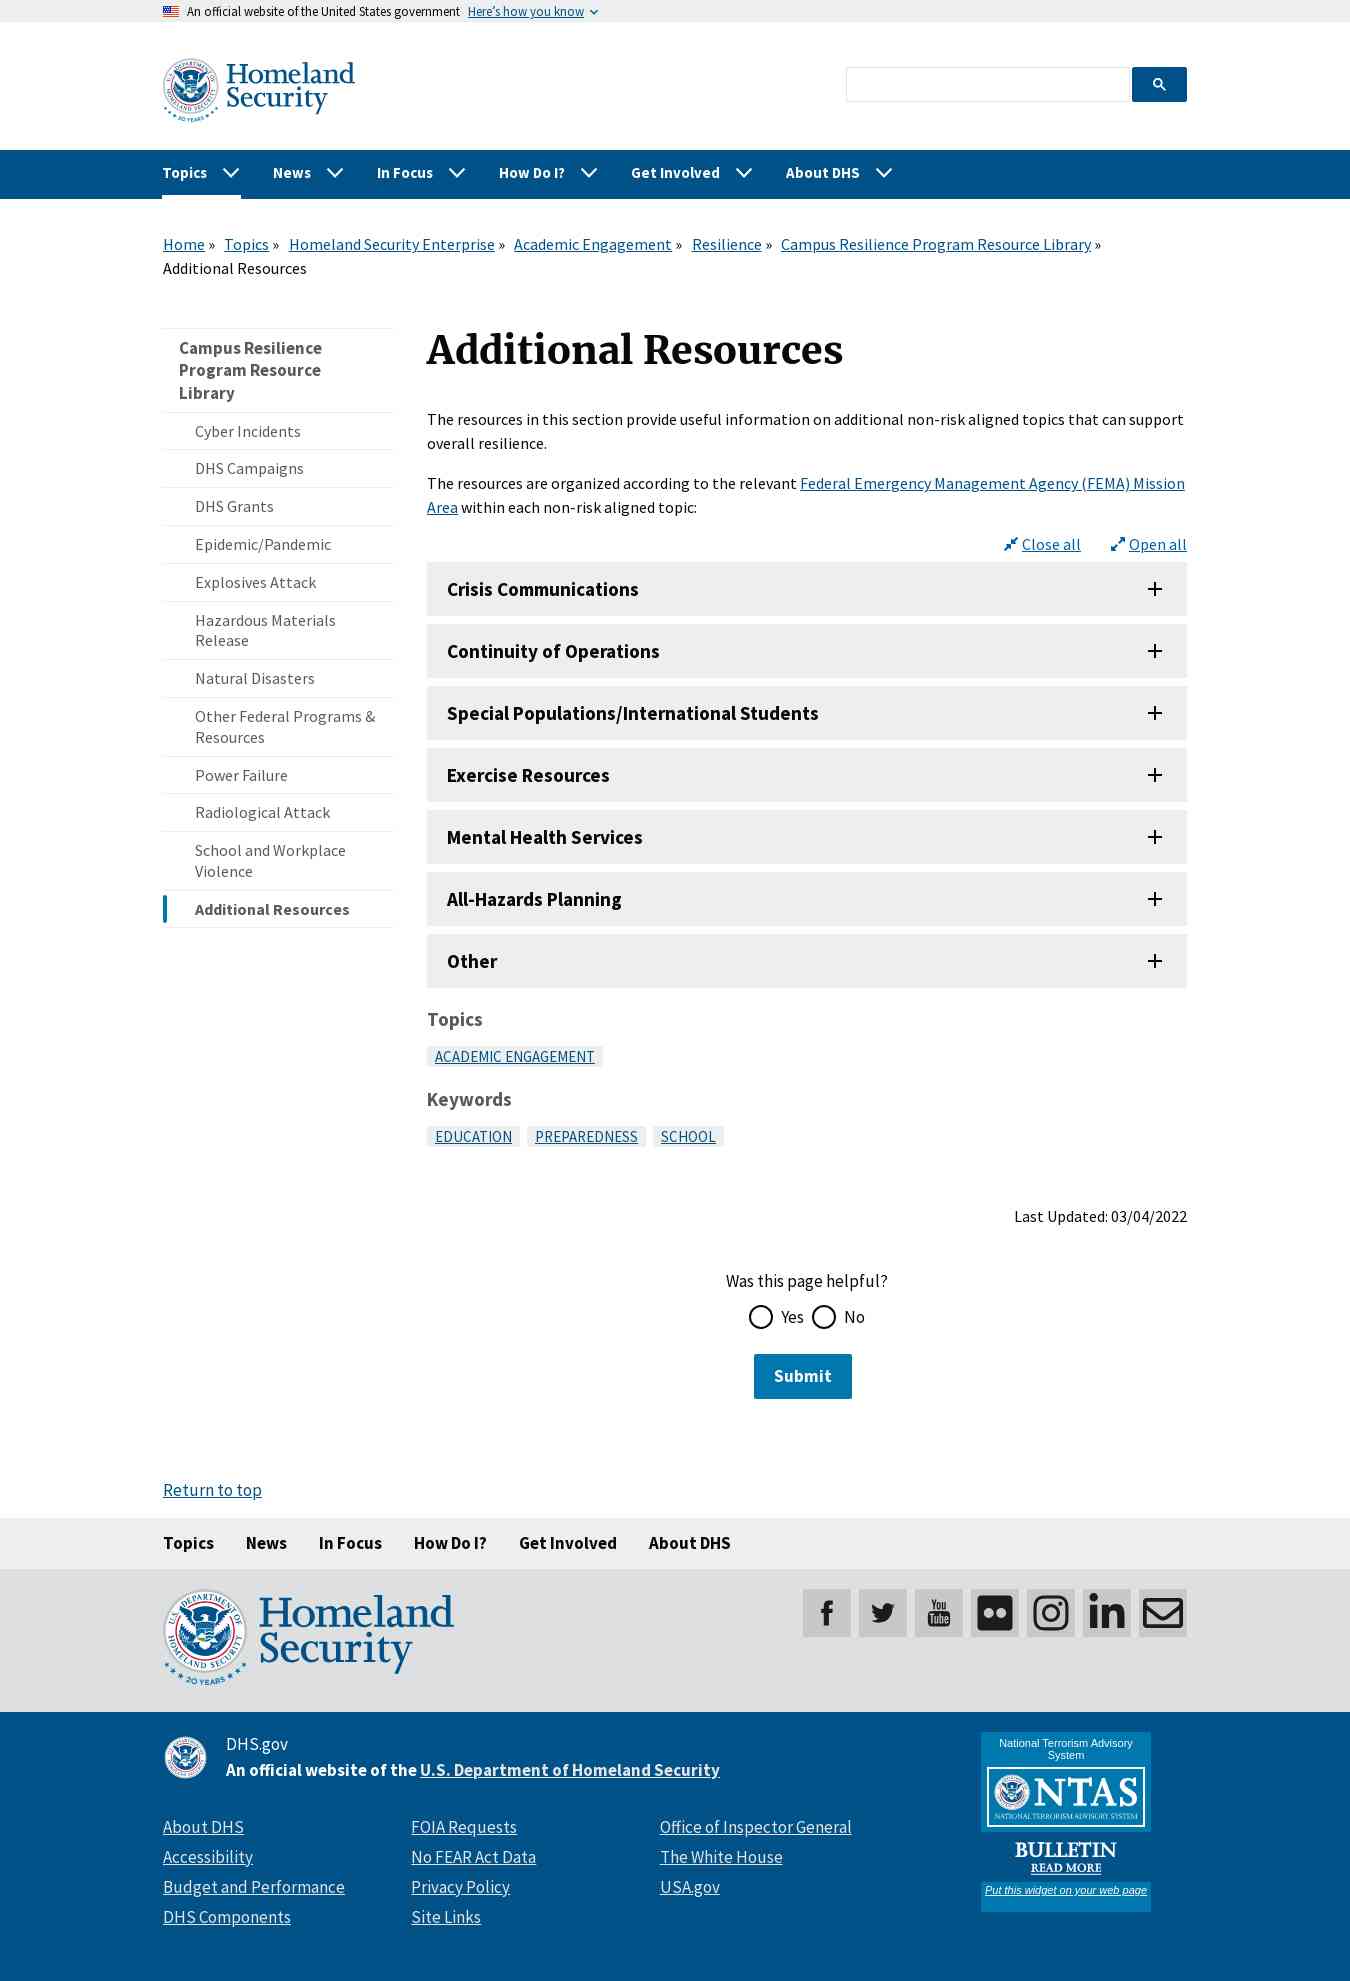 An official website of the United States government Here's how you know
Homeland
Security
20 YEARS
Topics News In Focus How Do I? Get Involved About DHS
Home » Topics » Homeland Security Enterprise » Academic Engagement » Resilience » Campus Resilience Program Resource Library »
Additional Resources
Campus Resilience
Program Resource
Library
Cyber Incidents
DHS Campaigns
DHS Grants
Epidemic/Pandemic
Explosives Attack
Hazardous Materials
Release
Natural Disasters
Other Federal Programs &
Resources
Power Failure
Radiological Attack
School and Workplace
Violence
Additional Resources
Additional Resources
The resources in this section provide useful information on additional non-risk aligned topics that can support
overall resilience.
The resources are organized according to the relevant Federal Emergency Management Agency (FEMA) Mission
Area within each non-risk aligned topic:
Close all Open all
Crisis Communications
Continuity of Operations
Special Populations/International Students
Exercise Resources
Mental Health Services
All-Hazards Planning
Other
Topics
ACADEMIC ENGAGEMENT
Keywords
EDUCATION PREPAREDNESS SCHOOL
Last Updated: 03/04/2022
Was this page helpful?
Yes No
Submit
Return to top
Topics News In Focus How Do I? Get Involved About DHS
U.S. DEPARTMENT OF
HOMELAND SECURITY
20 YEARS
Homeland
Security
You
Tube
DHS.gov
An official website of the U.S. Department of Homeland Security
About DHS
Accessibility
Budget and Performance
DHS Components
FOIA Requests
No FEAR Act Data
Privacy Policy
Site Links
Office of Inspector General
The White House
USA.gov
National Terrorism Advisory
System
NTAS
NATIONAL TERRORISM ADVISORY SYSTEM
BULLETIN
READ MORE
Put this widget on your web page